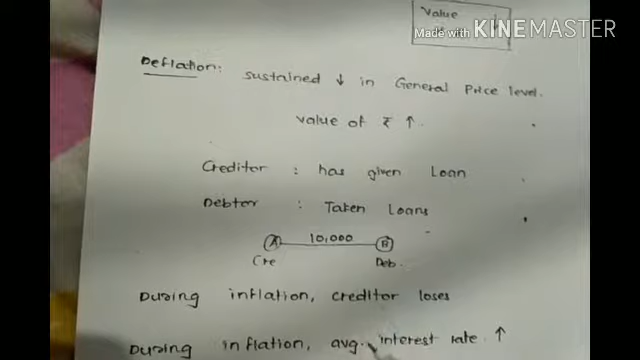 Value
Made with KINEMASTER
Deflation: Sustained ↓ in General Price level.
Value of ₹ ↑.
Creditor : has given Loan
Debtor : Taken Loans
A 10,000 B
Cre Deb.
During inflation, creditor loses
During inflation, avg. interest rate ↑